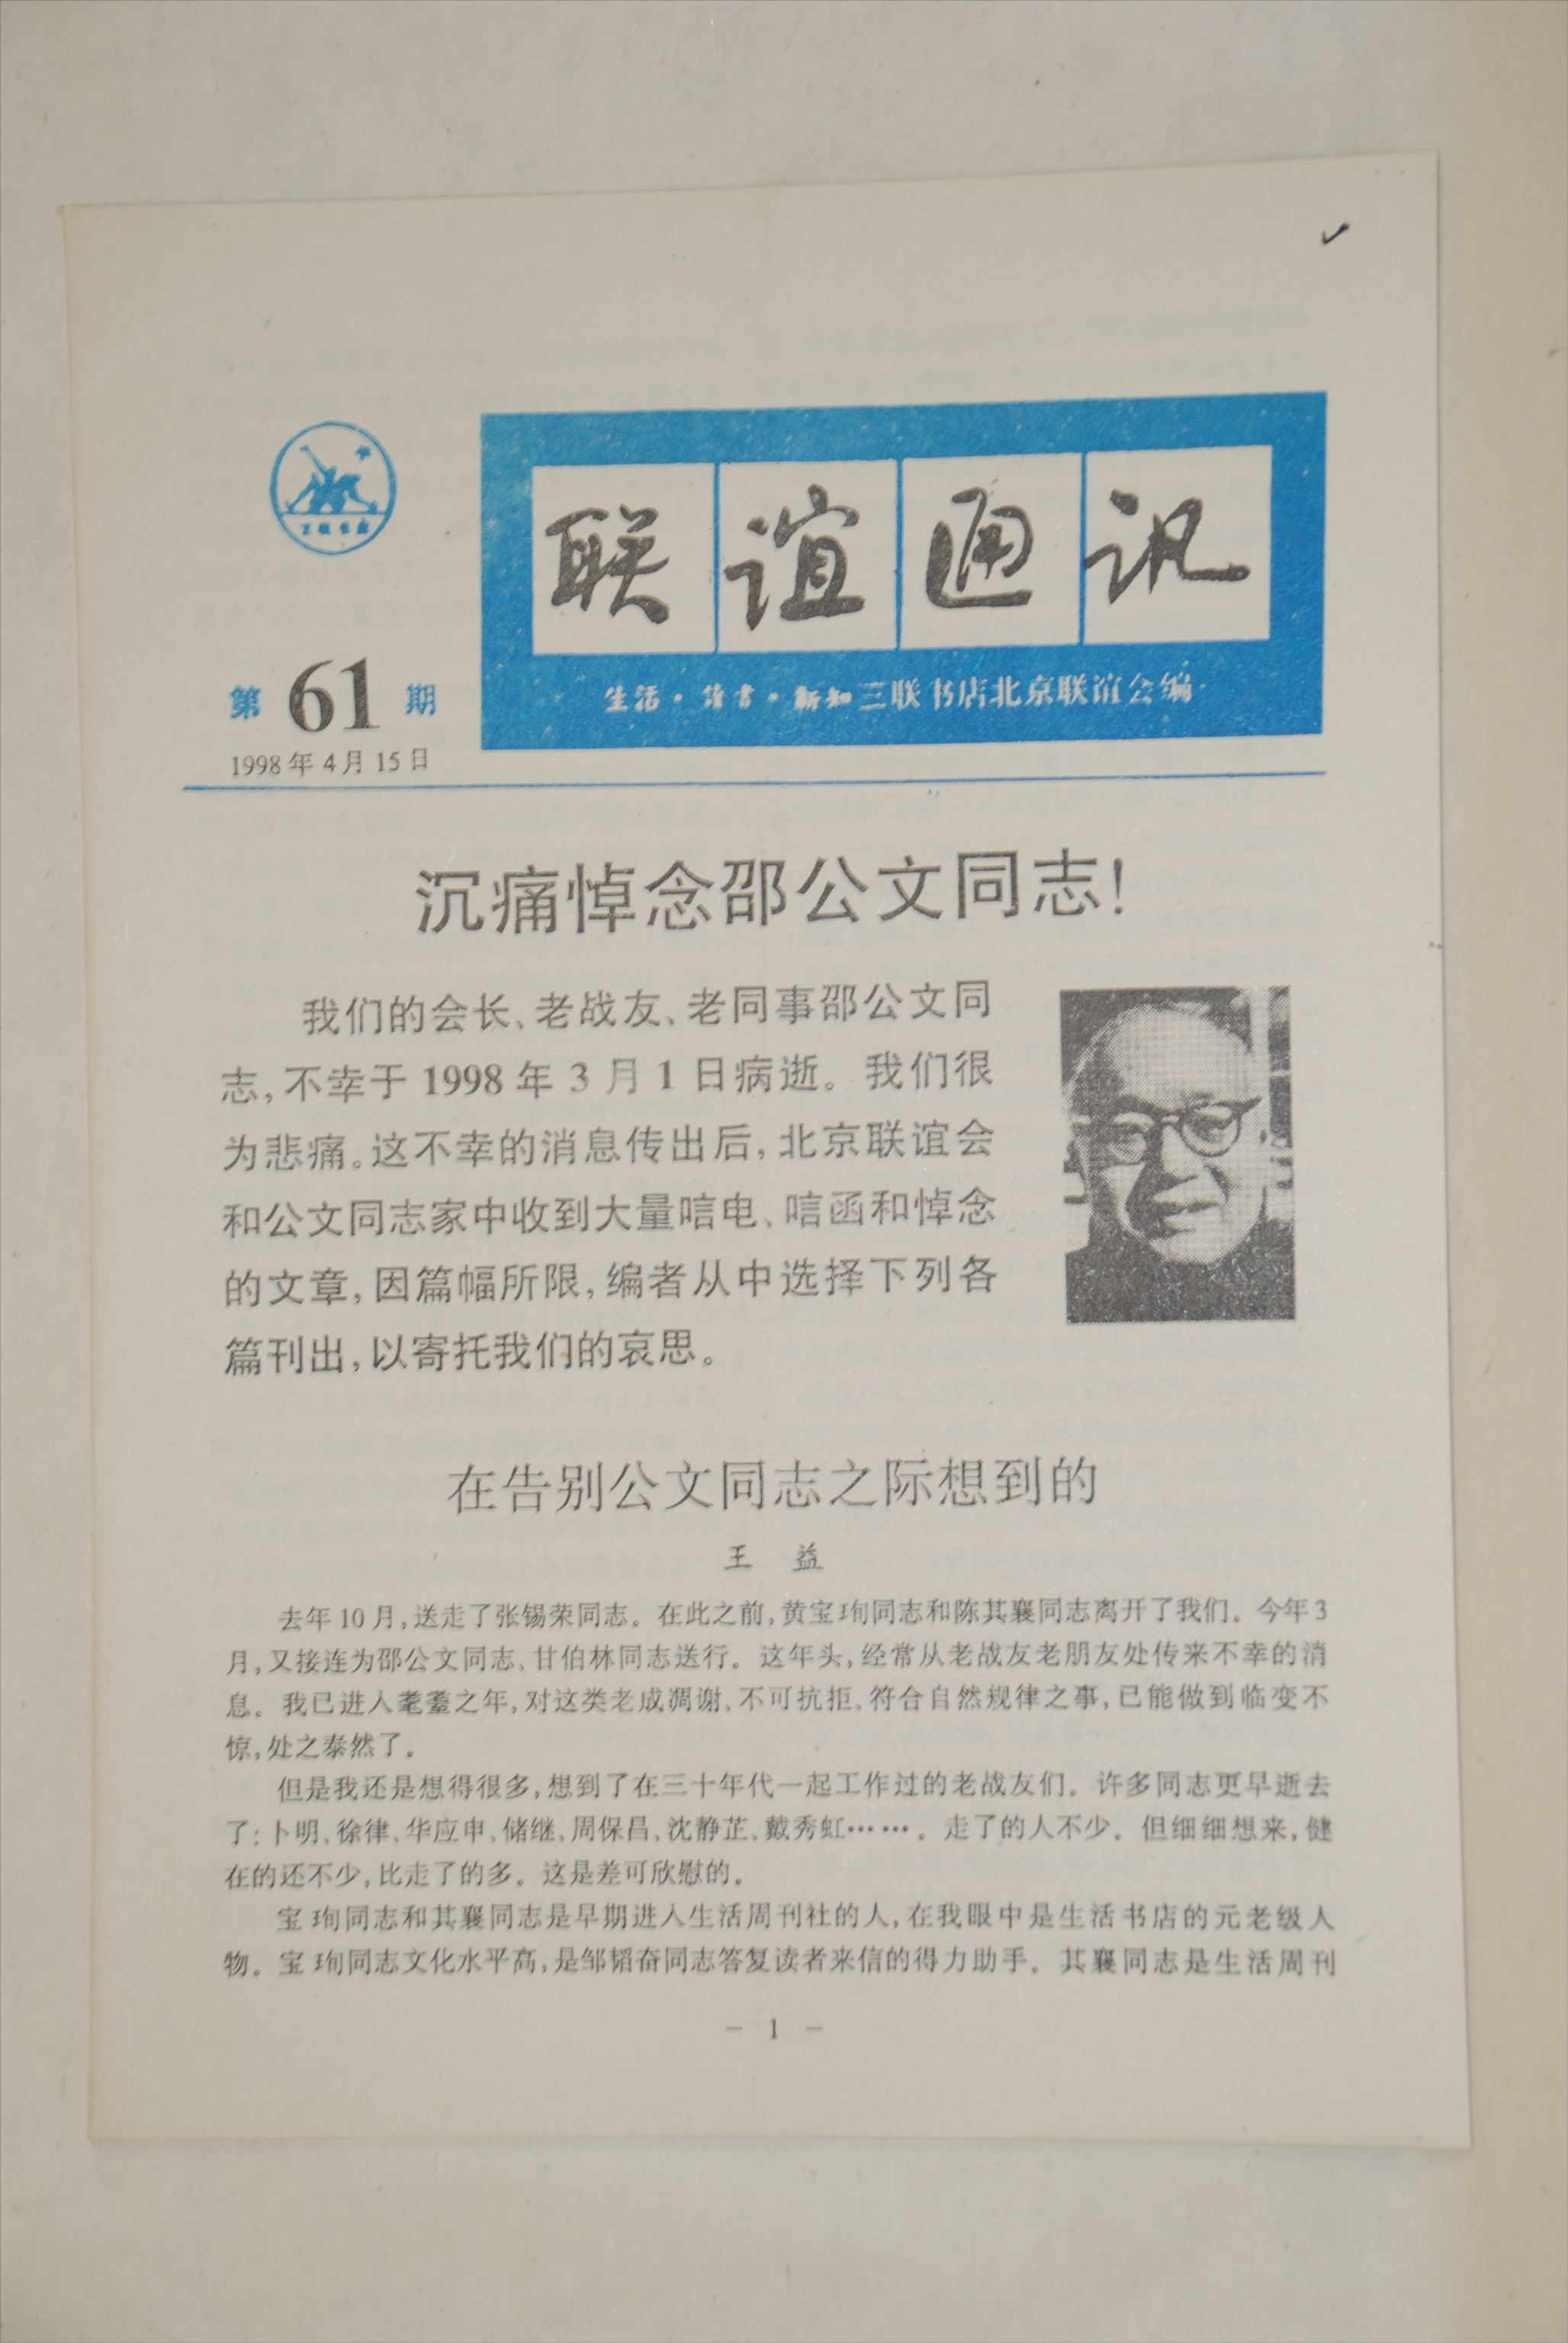 三联书店
联谊通讯
生活·读书·新知三联书店北京联谊会编
第61期
1998年4月15日
沉痛悼念邵公文同志!
我们的会长、老战友、老同事邵公文同
志,不幸于1998年3月1日病逝。我们很
为悲痛。这不幸的消息传出后,北京联谊会
和公文同志家中收到大量唁电、唁函和悼念
的文章,因篇幅所限,编者从中选择下列各
篇刊出,以寄托我们的哀思。
在告别公文同志之际想到的
王 益
去年10月,送走了张锡荣同志。在此之前,黄宝珣同志和陈其襄同志离开了我们。今年3
月,又接连为邵公文同志、甘伯林同志送行。这年头,经常从老战友老朋友处传来不幸的消
息。我已进入耄耋之年,对这类老成凋谢、不可抗拒、符合自然规律之事,已能做到临变不
惊,处之泰然了。
但是我还是想得很多,想到了在三十年代一起工作过的老战友们。许多同志更早逝去
了:卜明、徐律、华应申、储继、周保昌、沈静芷、戴秀虹……。走了的人不少。但细细想来,健
在的还不少,比走了的多。这是差可欣慰的。
宝珣同志和其襄同志是早期进入生活周刊社的人,在我眼中是生活书店的元老级人
物。宝珣同志文化水平高,是邹韬奋同志答复读者来信的得力助手。其襄同志是生活周刊
- 1 -